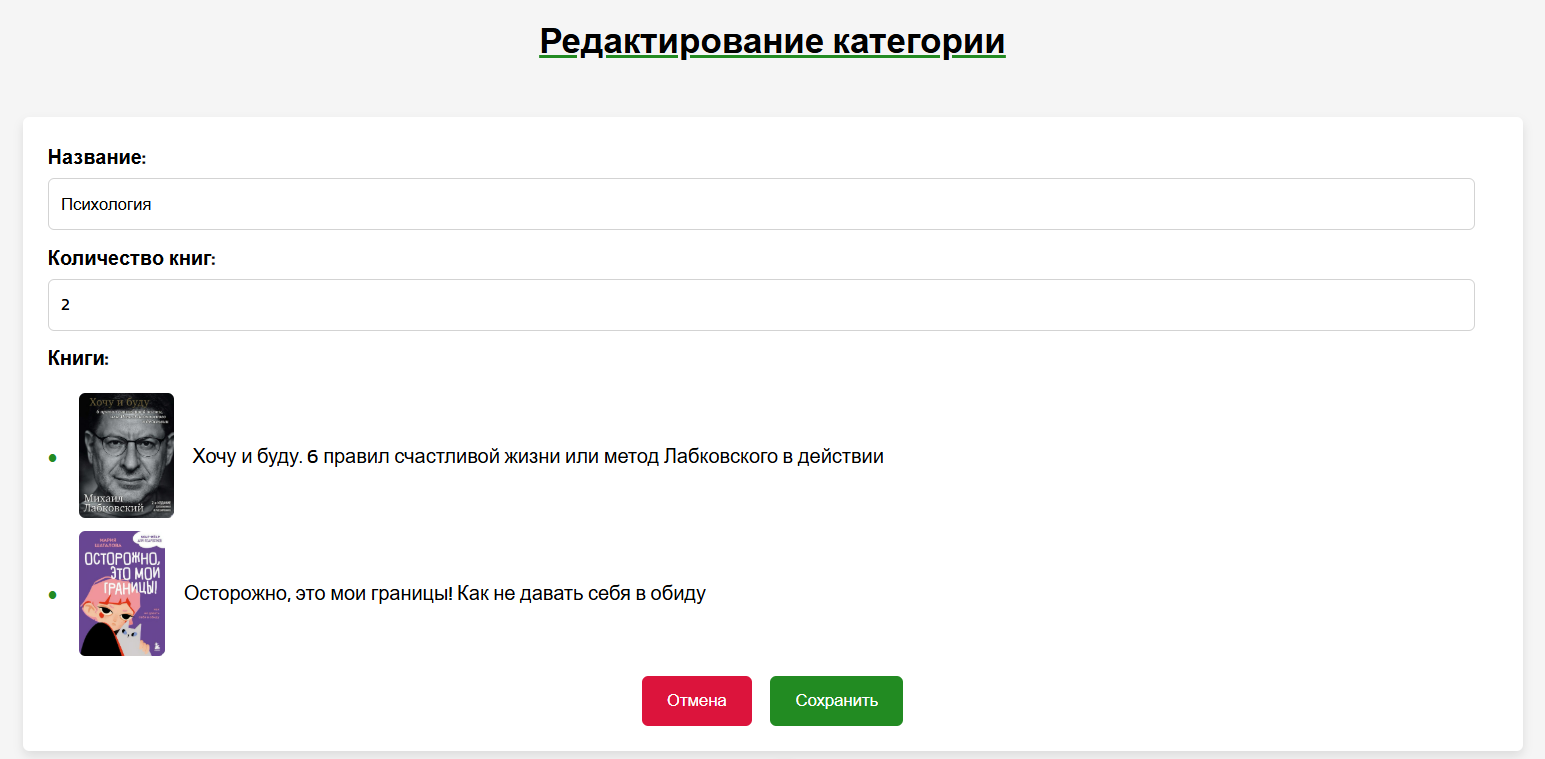 Редактирование категории
Название:
Психология
Количество книг:
2
Книги:
Хочу и буду
Михаил
Лабковский
Хочу и буду. 6 правил счастливой жизни или метод Лабковского в действии
ОСТОРОЖНО,
ЭТО МОИ
ГРАНИЦЫ!
Осторожно, это мои границы! Как не давать себя в обиду
Отмена
Сохранить